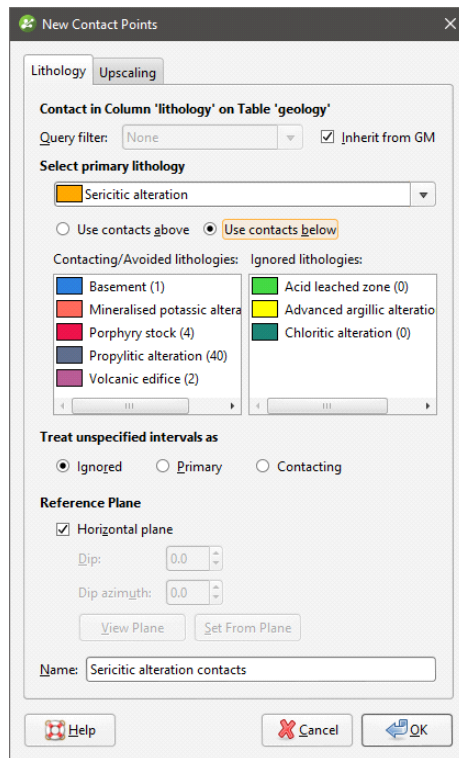 New Contact Points
Lithology Upscaling
Contact in Column 'lithology' on Table 'geology'
Query filter: None Inherit from GM
Select primary lithology
Sericitic alteration
Use contacts above Use contacts below
Contacting/Avoided lithologies: Ignored lithologies:
Basement (1) Acid leached zone (0)
Mineralised potassic altera Advanced argillic alteratio
Porphyry stock (4) Chloritic alteration (0)
Propylitic alteration (40)
Volcanic edifice (2)
Treat unspecified intervals as
Ignored Primary Contacting
Reference Plane
Horizontal plane
Dip: 0.0
Dip azimuth: 0.0
View Plane Set From Plane
Name: Sericitic alteration contacts
Help Cancel OK